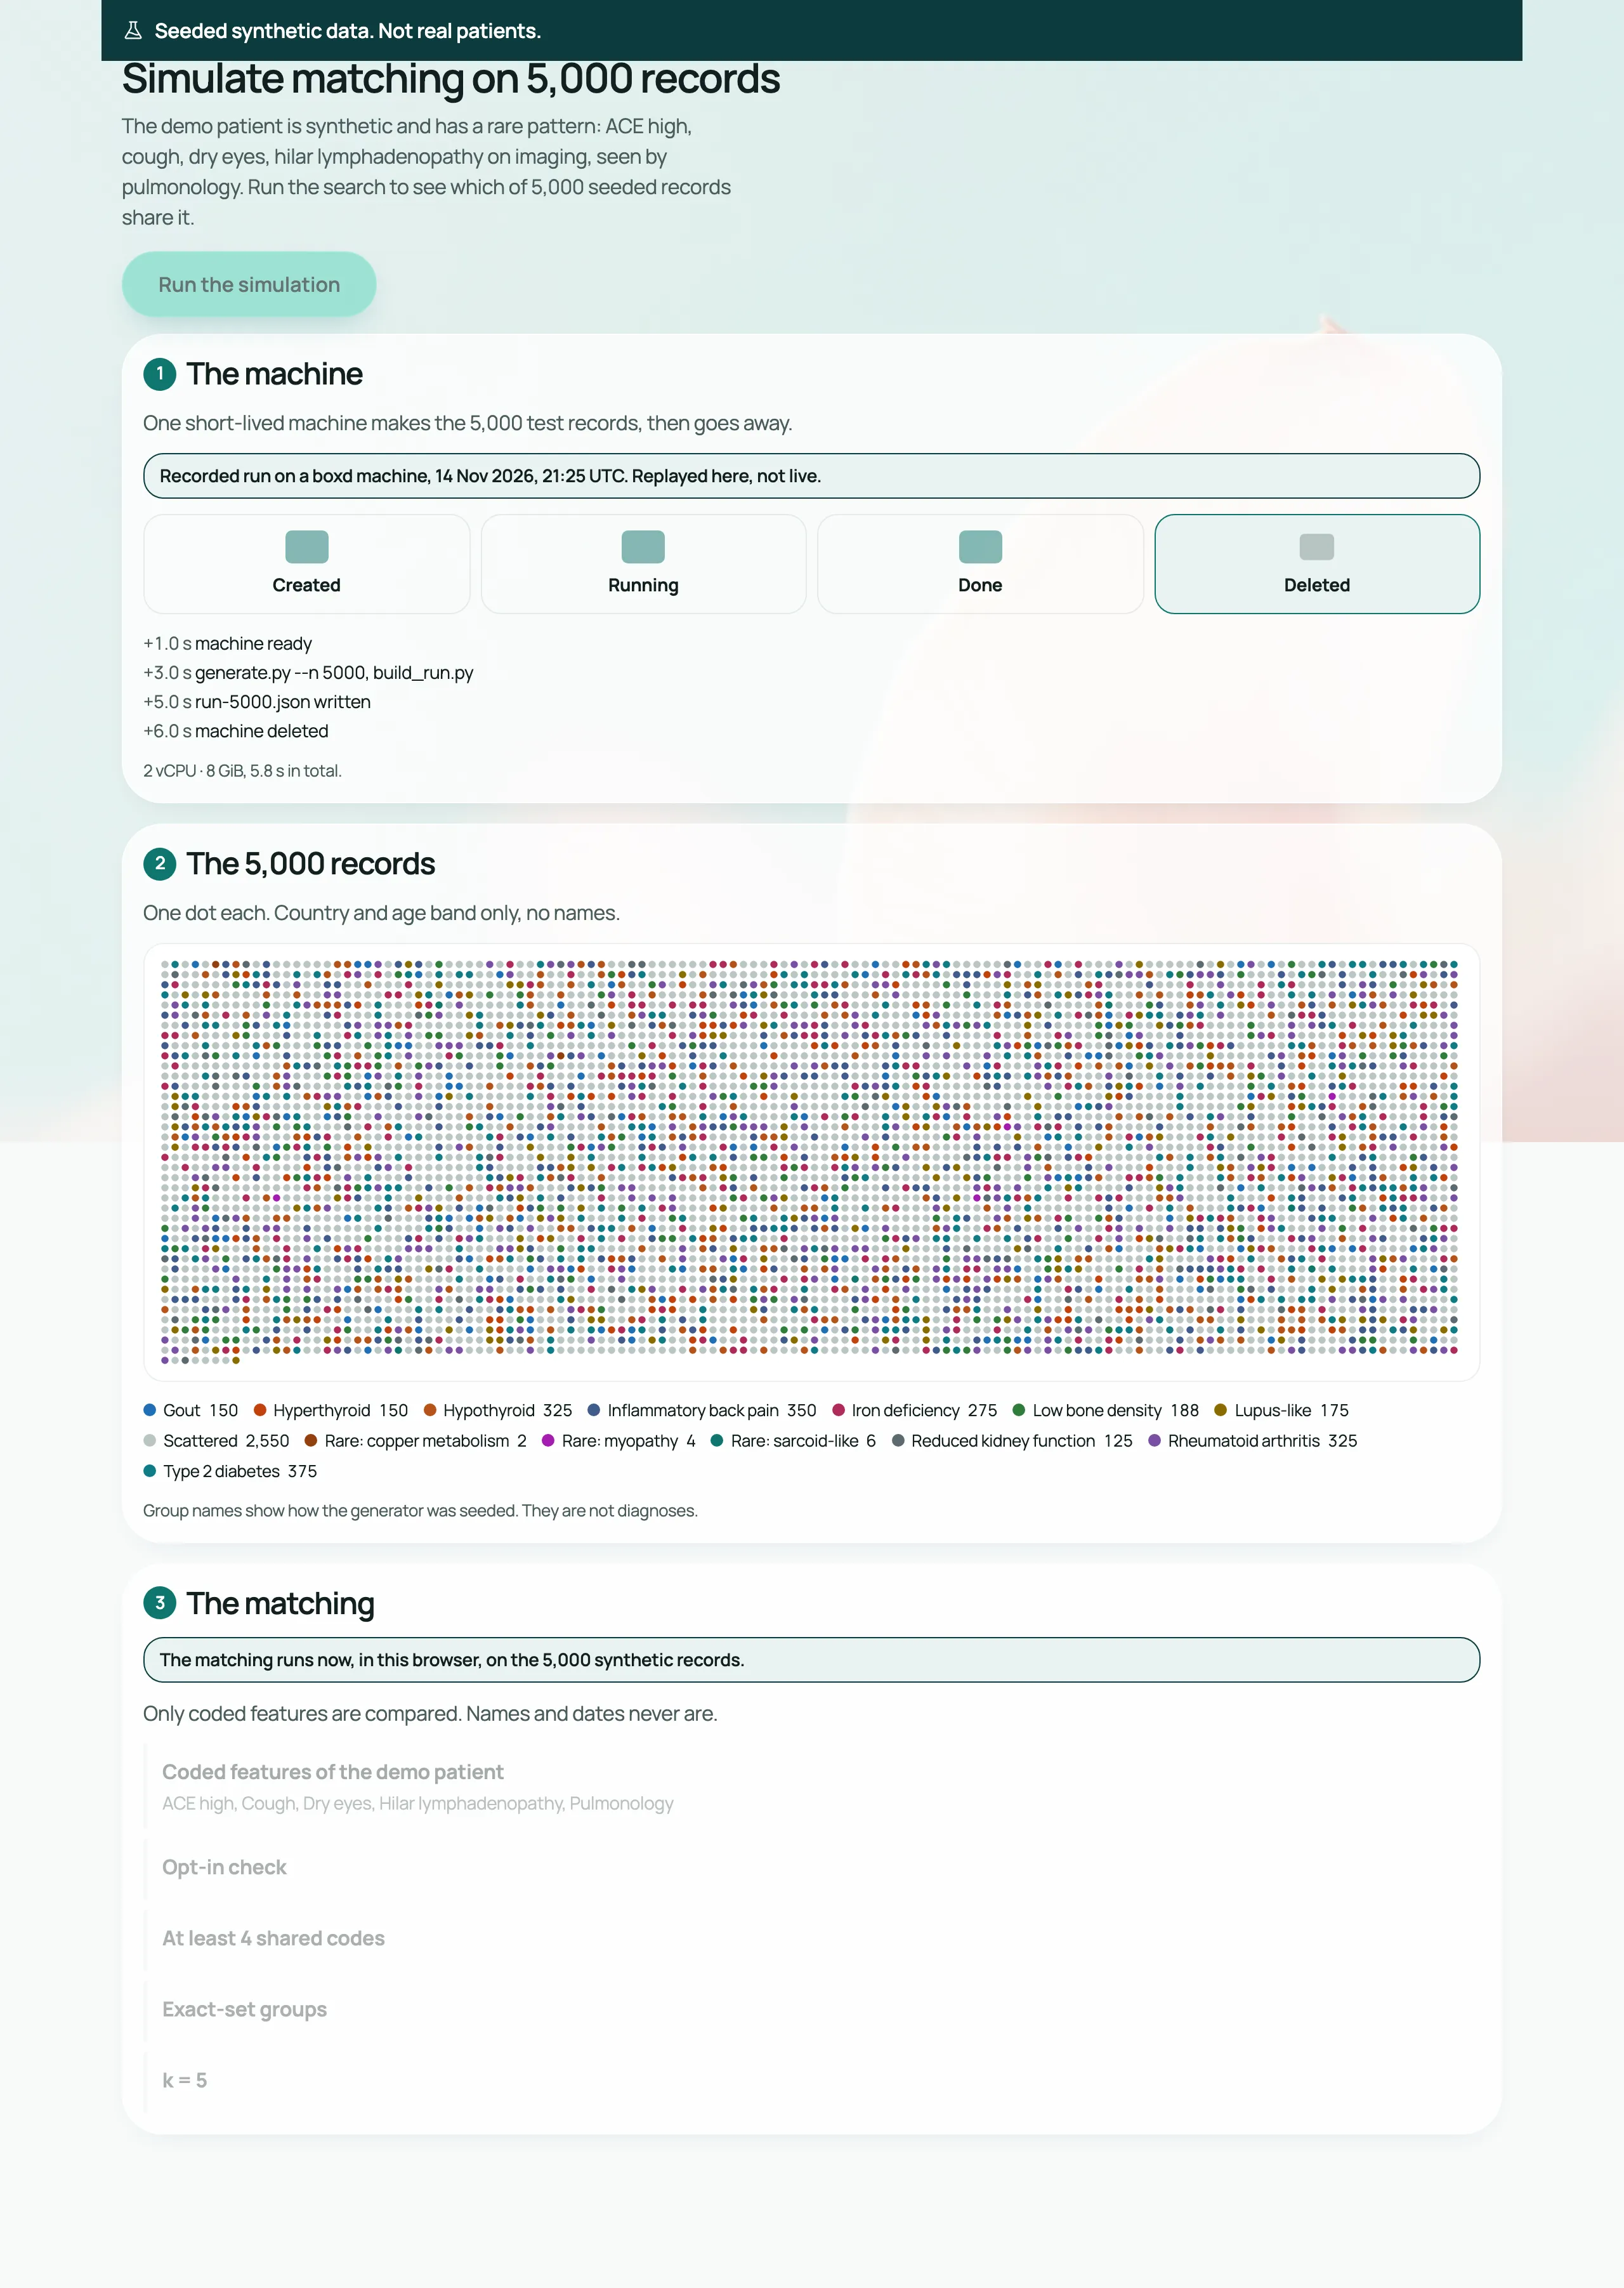 Seeded synthetic data. Not real patients.
Simulate matching on 5,000 records
The demo patient is synthetic and has a rare pattern: ACE high,
cough, dry eyes, hilar lymphadenopathy on imaging, seen by
pulmonology. Run the search to see which of 5,000 seeded records
share it.
Run the simulation
1 The machine
One short-lived machine makes the 5,000 test records, then goes away.
Recorded run on a boxd machine, 14 Nov 2026, 21:25 UTC. Replayed here, not live.
Created Running Done Deleted
+1.0 s machine ready
+3.0 s generate.py --n 5000, build_run.py
+5.0 s run-5000.json written
+6.0 s machine deleted
2 vCPU · 8 GiB, 5.8 s in total.
2 The 5,000 records
One dot each. Country and age band only, no names.
Gout 150 Hyperthyroid 150 Hypothyroid 325 Inflammatory back pain 350 Iron deficiency 275 Low bone density 188 Lupus-like 175
Scattered 2,550 Rare: copper metabolism 2 Rare: myopathy 4 Rare: sarcoid-like 6 Reduced kidney function 125 Rheumatoid arthritis 325
Type 2 diabetes 375
Group names show how the generator was seeded. They are not diagnoses.
3 The matching
The matching runs now, in this browser, on the 5,000 synthetic records.
Only coded features are compared. Names and dates never are.
Coded features of the demo patient
ACE high, Cough, Dry eyes, Hilar lymphadenopathy, Pulmonology
Opt-in check
At least 4 shared codes
Exact-set groups
k = 5